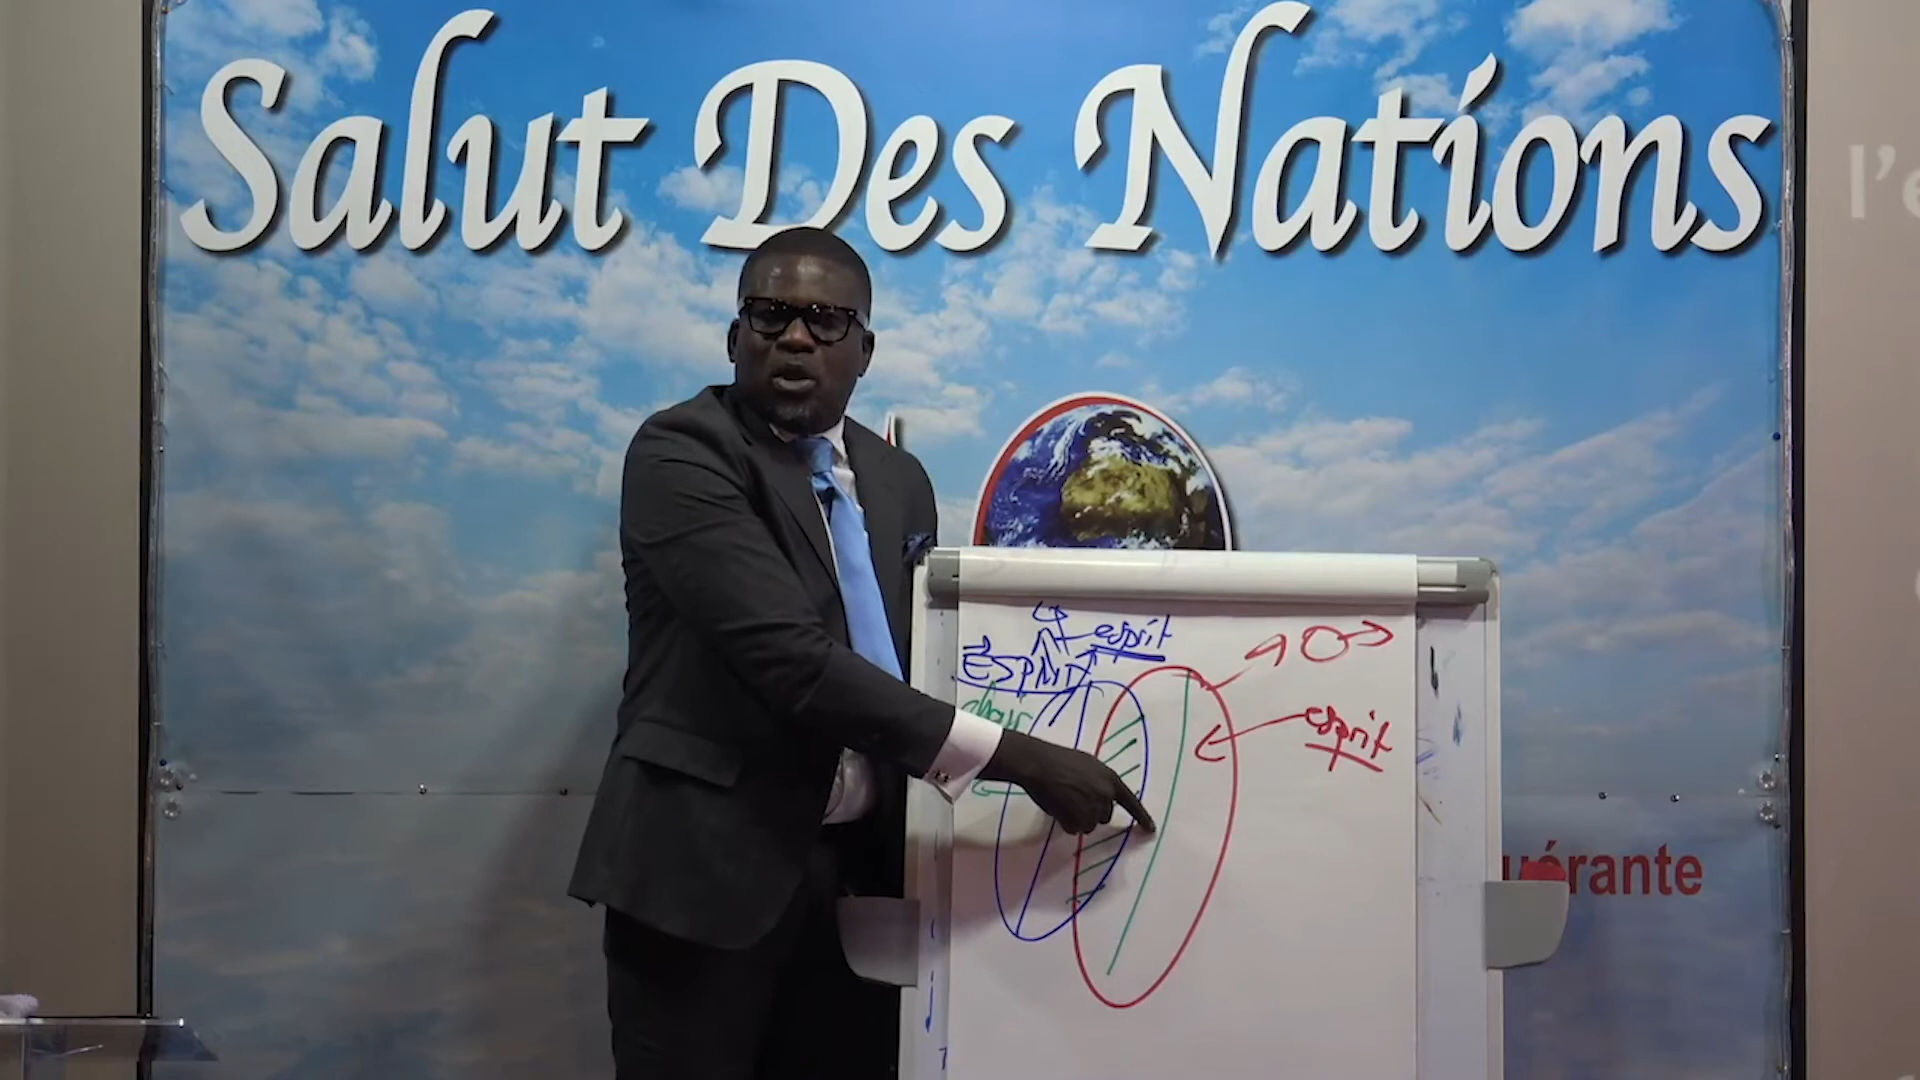 Salut Des Nations
l'e
esprit
ESPRIT
chair
esprit
uérante